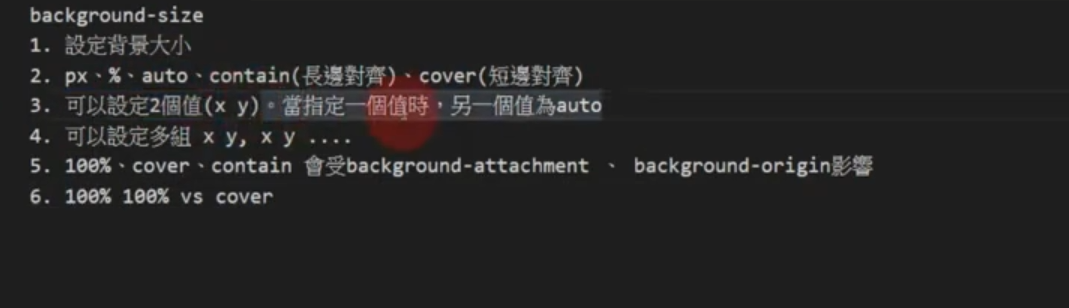 background-size
1. 設定背景大小
2. px、%、auto、contain(長邊對齊)、cover(短邊對齊)
3. 可以設定2個值(x y)。當指定一個值時，另一個值為auto
4. 可以設定多組 x y, x y ....
5. 100%、cover、contain 會受background-attachment 、 background-origin影響
6. 100% 100% vs cover